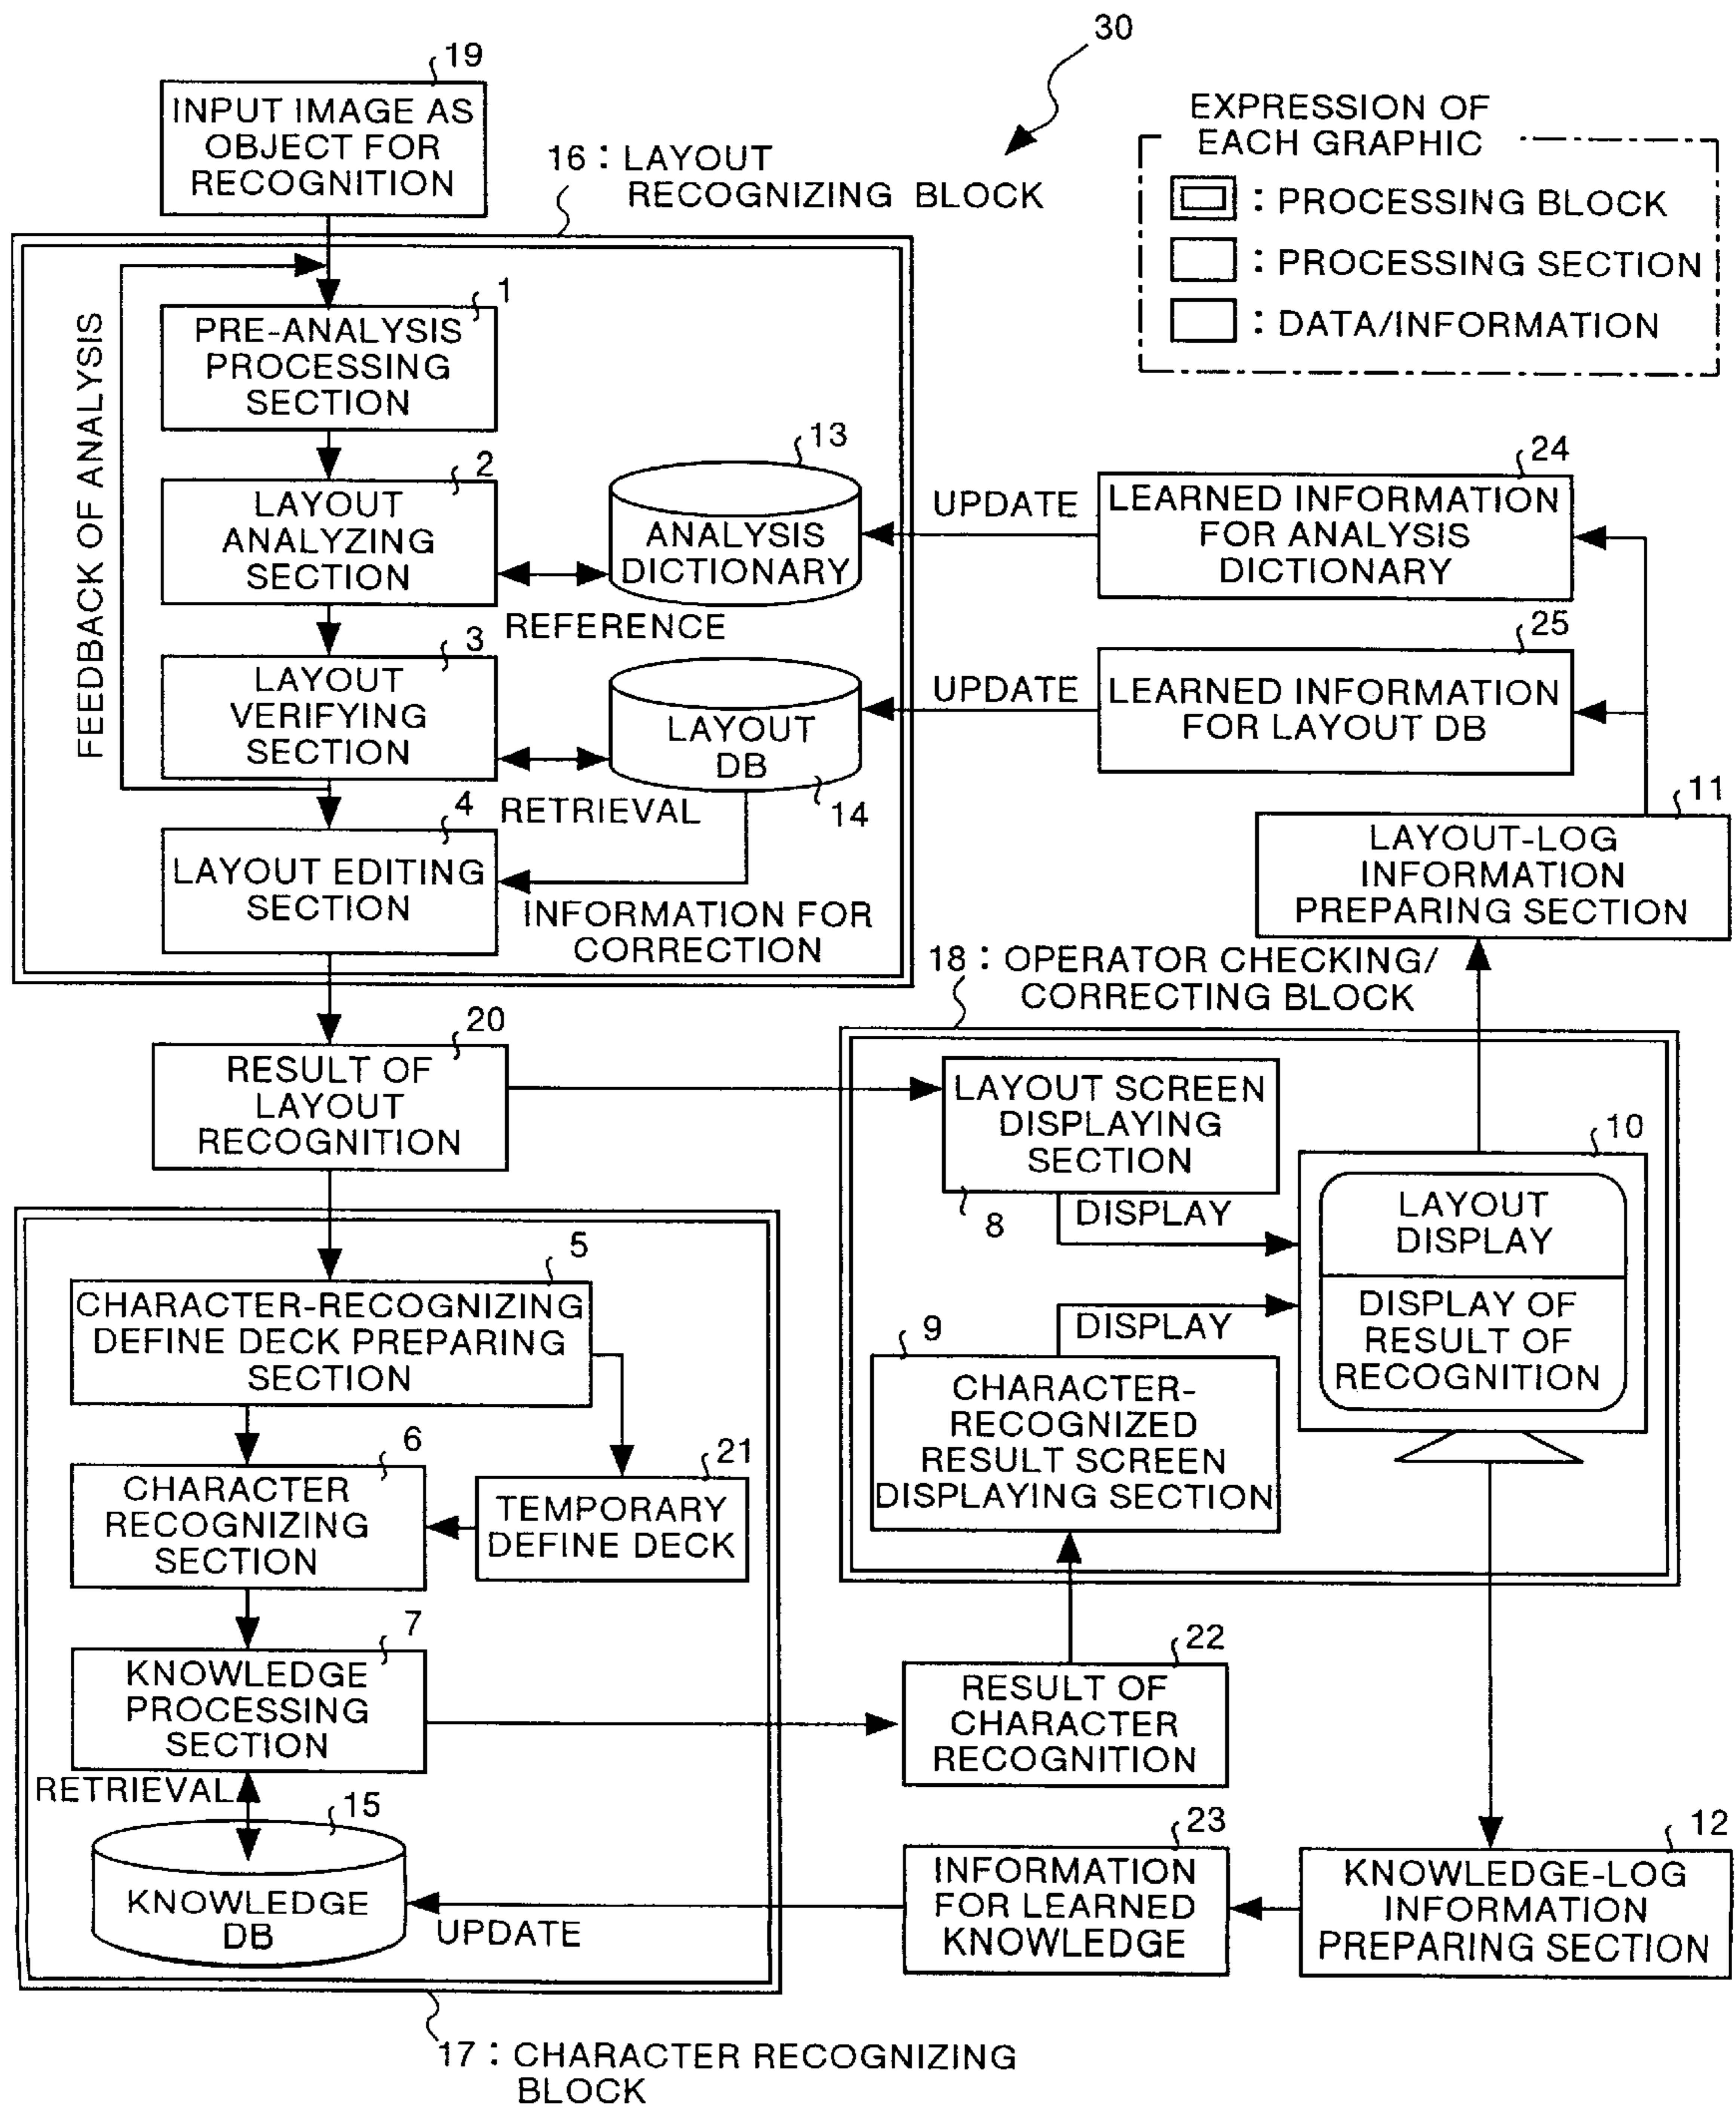 30
19
INPUT IMAGE AS
OBJECT FOR
RECOGNITION
16 : LAYOUT
RECOGNIZING BLOCK
EXPRESSION OF
EACH GRAPHIC
: PROCESSING BLOCK
: PROCESSING SECTION
: DATA/INFORMATION
FEEDBACK OF ANALYSIS
1
PRE-ANALYSIS
PROCESSING
SECTION
2
LAYOUT
ANALYZING
SECTION
13
ANALYSIS
DICTIONARY
REFERENCE
UPDATE
24
LEARNED INFORMATION
FOR ANALYSIS
DICTIONARY
3
LAYOUT
VERIFYING
SECTION
LAYOUT
DB
14
RETRIEVAL
UPDATE
25
LEARNED INFORMATION
FOR LAYOUT DB
4
LAYOUT EDITING
SECTION
INFORMATION FOR
CORRECTION
11
LAYOUT-LOG
INFORMATION
PREPARING SECTION
18 : OPERATOR CHECKING/
CORRECTING BLOCK
20
RESULT OF
LAYOUT
RECOGNITION
LAYOUT SCREEN
DISPLAYING
SECTION
8
DISPLAY
10
LAYOUT
DISPLAY
DISPLAY OF
RESULT OF
RECOGNITION
DISPLAY
9
CHARACTER-
RECOGNIZED
RESULT SCREEN
DISPLAYING SECTION
5
CHARACTER-RECOGNIZING
DEFINE DECK PREPARING
SECTION
6
CHARACTER
RECOGNIZING
SECTION
21
TEMPORARY
DEFINE DECK
7
KNOWLEDGE
PROCESSING
SECTION
22
RESULT OF
CHARACTER
RECOGNITION
RETRIEVAL
15
KNOWLEDGE
DB
UPDATE
23
INFORMATION
FOR LEARNED
KNOWLEDGE
12
KNOWLEDGE-LOG
INFORMATION
PREPARING SECTION
17 : CHARACTER RECOGNIZING
BLOCK